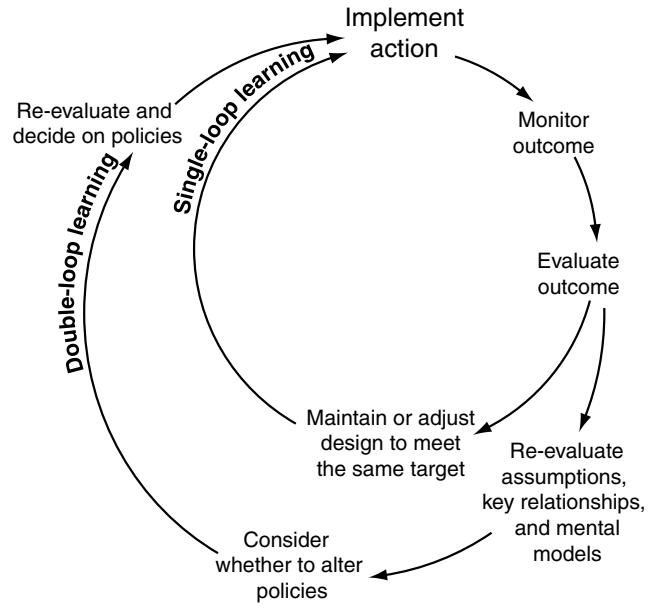 Implement
action
Monitor
outcome
Evaluate
outcome
Re-evaluate
assumptions,
key relationships,
and mental
models
Maintain or adjust
design to meet
the same target
Consider
whether to alter
policies
Re-evaluate and
decide on policies
Single-loop learning
Double-loop learning